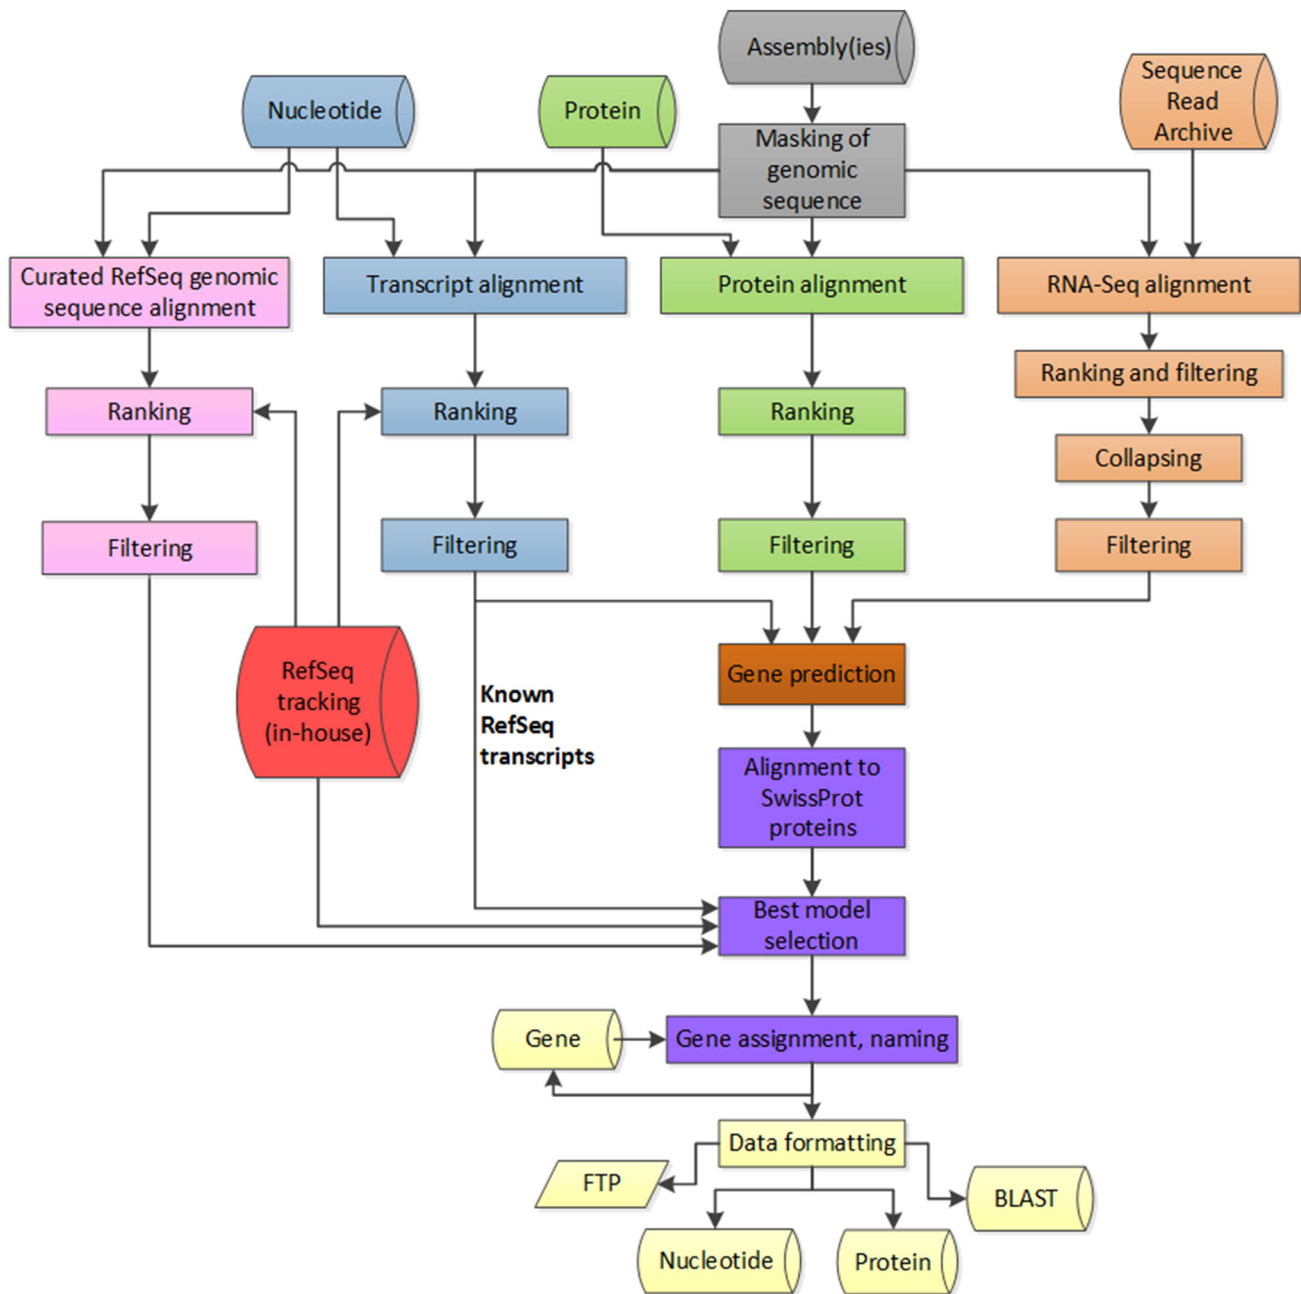 Assembly(ies)
Nucleotide
Protein
Sequence
Read
Archive
Masking of
genomic
sequence
Curated RefSeq genomic
sequence alignment
Transcript alignment
Protein alignment
RNA-Seq alignment
Ranking
Ranking
Ranking
Ranking and filtering
Collapsing
Filtering
Filtering
Filtering
Filtering
RefSeq
tracking
(in-house)
Known
RefSeq
transcripts
Gene prediction
Alignment to
SwissProt
proteins
Best model
selection
Gene
Gene assignment, naming
Data formatting
FTP
BLAST
Nucleotide
Protein